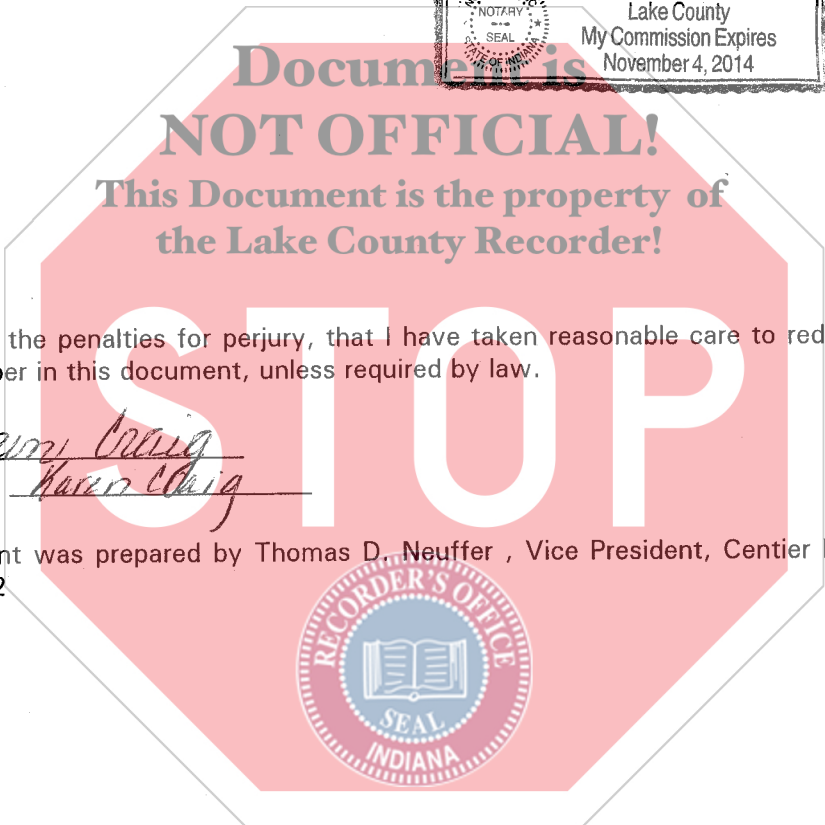 NOTARY
SEAL
STATE OF INDIANA
Lake County
My Commission Expires
November 4, 2014
Document is
NOT OFFICIAL!
This Document is the property of
the Lake County Recorder!
STOP
the penalties for perjury, that I have taken reasonable care to red
er in this document, unless required by law.
Craig
Karen Craig
nt was prepared by Thomas D. Neuffer , Vice President, Centier
2
RECORDER'S OFFICE
SEAL
INDIANA